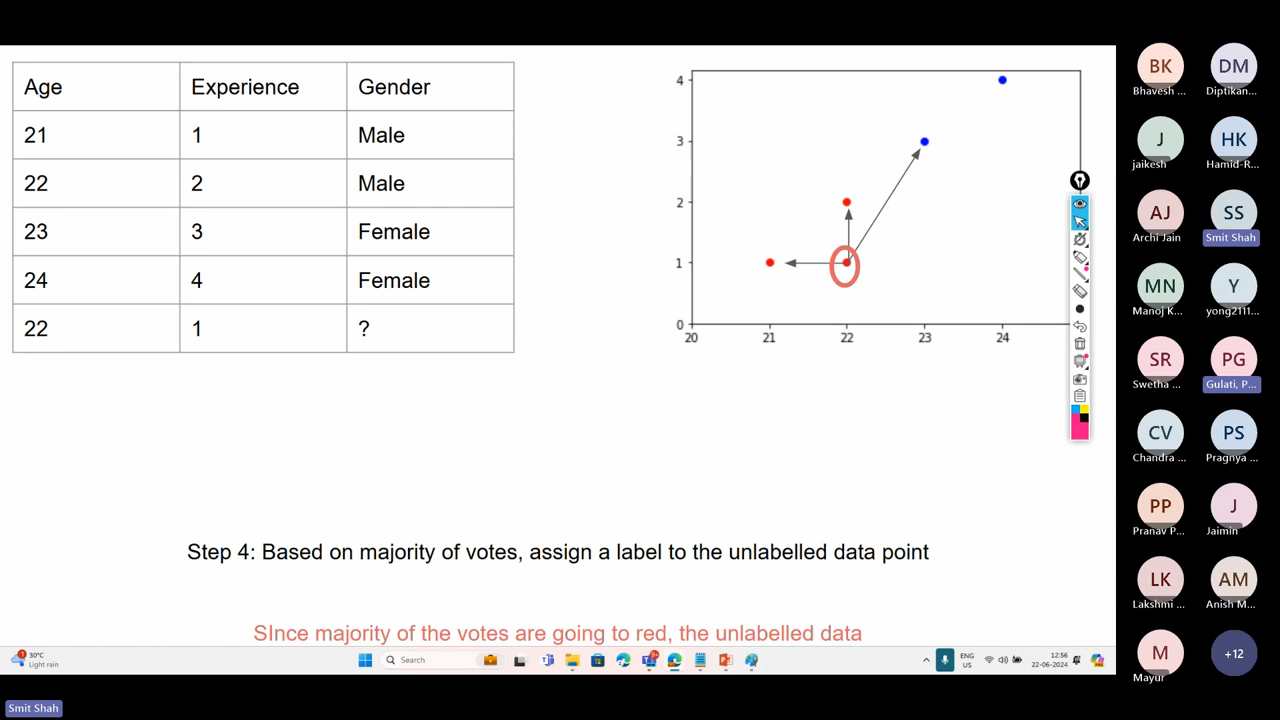 Age Experience Gender
21 1 Male
22 2 Male
23 3 Female
24 4 Female
22 1 ?
4
3
2
1
0
20 21 22 23 24
Step 4: Based on majority of votes, assign a label to the unlabelled data point
SInce majority of the votes are going to red, the unlabelled data
BK DM
Bhavesh ... Diptikan...
J HK
jaikesh Hamid-R...
AJ SS
Archi Jain Smit Shah
MN Y
Manoj K... yong2111...
SR PG
Swetha ... Gulati, P...
CV PS
Chandra ... Pragnya ...
PP J
Pranav P... Jaimin
LK AM
Lakshmi ... Anish M...
M +12
Mayur
30°C
Light rain
Search
ENG
US
12:56
22-06-2024
Smit Shah